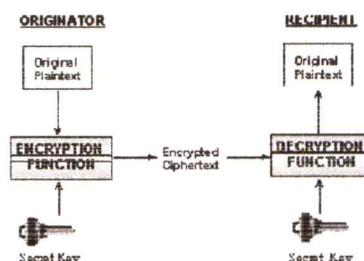 ORIGINATOR
RECIPIENT
Original
Plaintext
Original
Plaintext
ENCRYPTION
FUNCTION
Encrypted
Ciphertext
DECRYPTION
FUNCTION
Secret Key
Secret Key